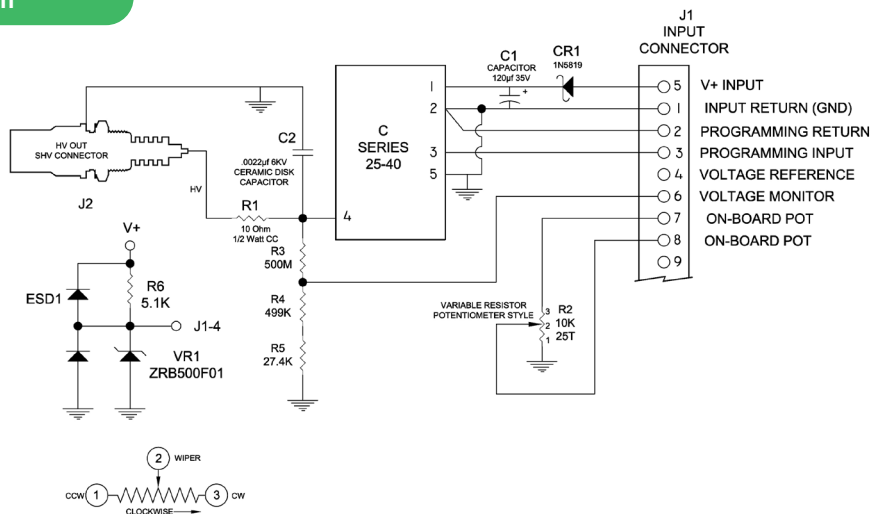 J1
INPUT
CONNECTOR
C1
CAPACITOR
120µf 35V
+
CR1
1N5819
HV OUT
SHV CONNECTOR
J2
HV
C2
.0022µf 6KV
CERAMIC DISK
CAPACITOR
R1
10 Ohm
1/2 Watt CC
C
SERIES
25-40
1
2
3
5
4
5 V+ INPUT
1 INPUT RETURN (GND)
2 PROGRAMMING RETURN
3 PROGRAMMING INPUT
4 VOLTAGE REFERENCE
6 VOLTAGE MONITOR
7 ON-BOARD POT
8 ON-BOARD POT
9
R3
500M
R4
499K
R5
27.4K
VARIABLE RESISTOR
POTENTIOMETER STYLE
3
2
1
R2
10K
25T
V+
ESD1
R6
5.1K
J1-4
VR1
ZRB500F01
2 WIPER
CCW 1
3 CW
CLOCKWISE